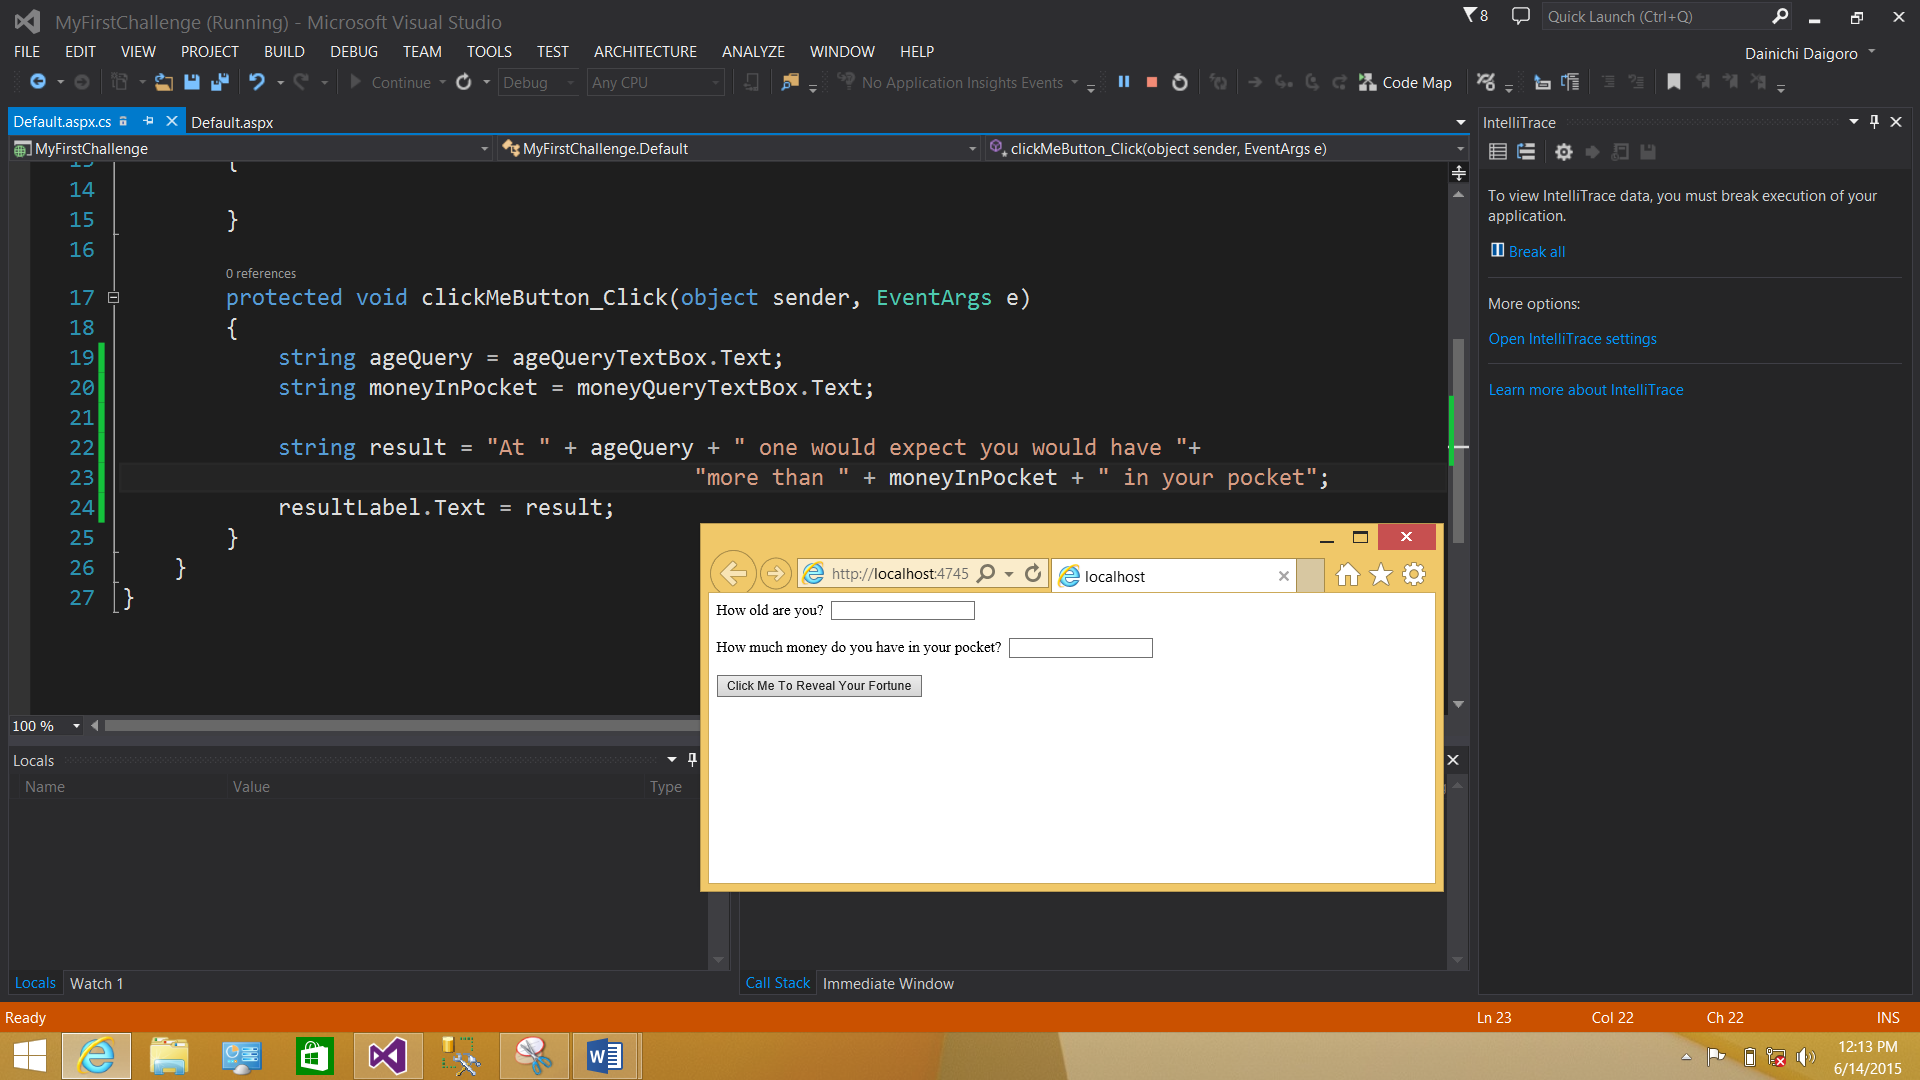 MyFirstChallenge (Running) - Microsoft Visual Studio
8
Quick Launch (Ctrl+Q)
FILE EDIT VIEW PROJECT BUILD DEBUG TEAM TOOLS TEST ARCHITECTURE ANALYZE WINDOW HELP
Dainichi Daigoro
Continue Debug Any CPU No Application Insights Events Code Map
Default.aspx.cs Default.aspx
MyFirstChallenge MyFirstChallenge.Default clickMeButton_Click(object sender, EventArgs e)
13 {
14
15 }
16
0 references
17 protected void clickMeButton_Click(object sender, EventArgs e)
18 {
19 string ageQuery = ageQueryTextBox.Text;
20 string moneyInPocket = moneyQueryTextBox.Text;
21
22 string result = "At " + ageQuery + " one would expect you would have "+
23 "more than " + moneyInPocket + " in your pocket";
24 resultLabel.Text = result;
25 }
26 }
27 }
100 %
IntelliTrace
To view IntelliTrace data, you must break execution of your
application.
Break all
More options:
Open IntelliTrace settings
Learn more about IntelliTrace
http://localhost:4745 localhost
How old are you?
How much money do you have in your pocket?
Click Me To Reveal Your Fortune
Locals
Name Value Type
Locals Watch 1
Call Stack Immediate Window
Ready Ln 23 Col 22 Ch 22 INS
12:13 PM
6/14/2015